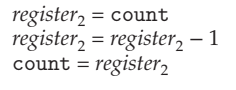 register₂ = count
register₂ = register₂ − 1
count = register₂